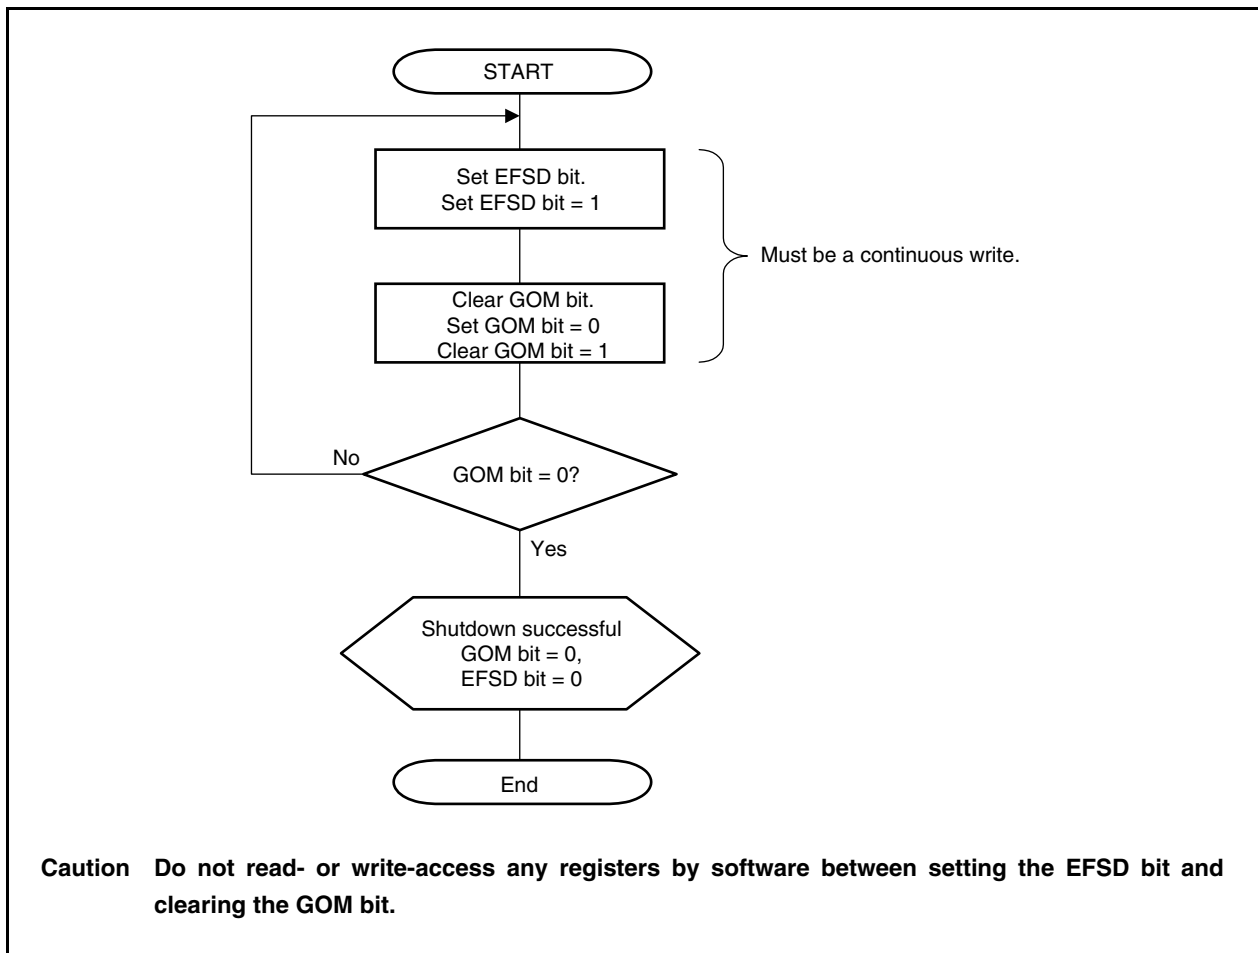 START
Set EFSD bit.
Set EFSD bit = 1
Must be a continuous write.
Clear GOM bit.
Set GOM bit = 0
Clear GOM bit = 1
No
GOM bit = 0?
Yes
Shutdown successful
GOM bit = 0,
EFSD bit = 0
End
Caution Do not read- or write-access any registers by software between setting the EFSD bit and
clearing the GOM bit.